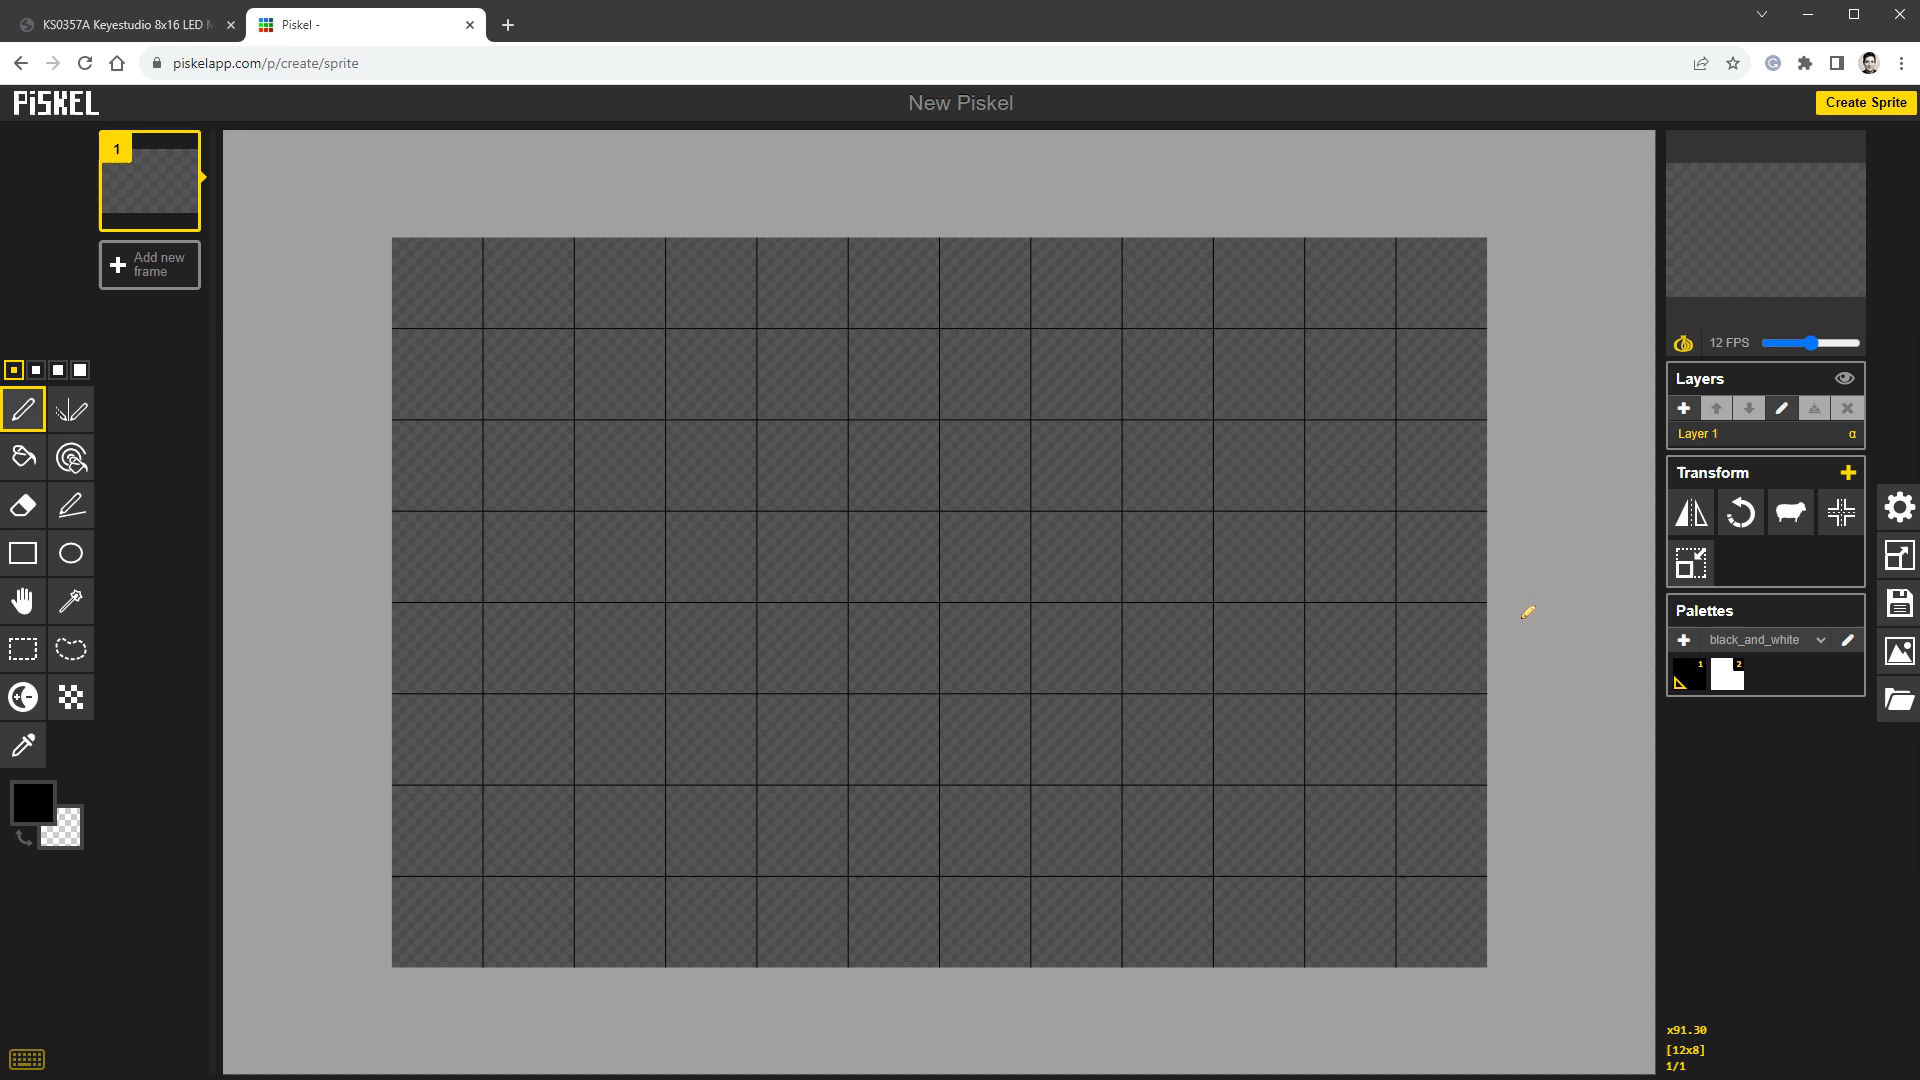 KS0357A Keyestudio 8x16 LED M
Piskel -
piskelapp.com/p/create/sprite
PiSKEL
New Piskel
Create Sprite
1
Add new
frame
12 FPS
Layers
Layer 1
α
Transform
Palettes
black_and_white
1
2
x91.30
[12x8]
1/1